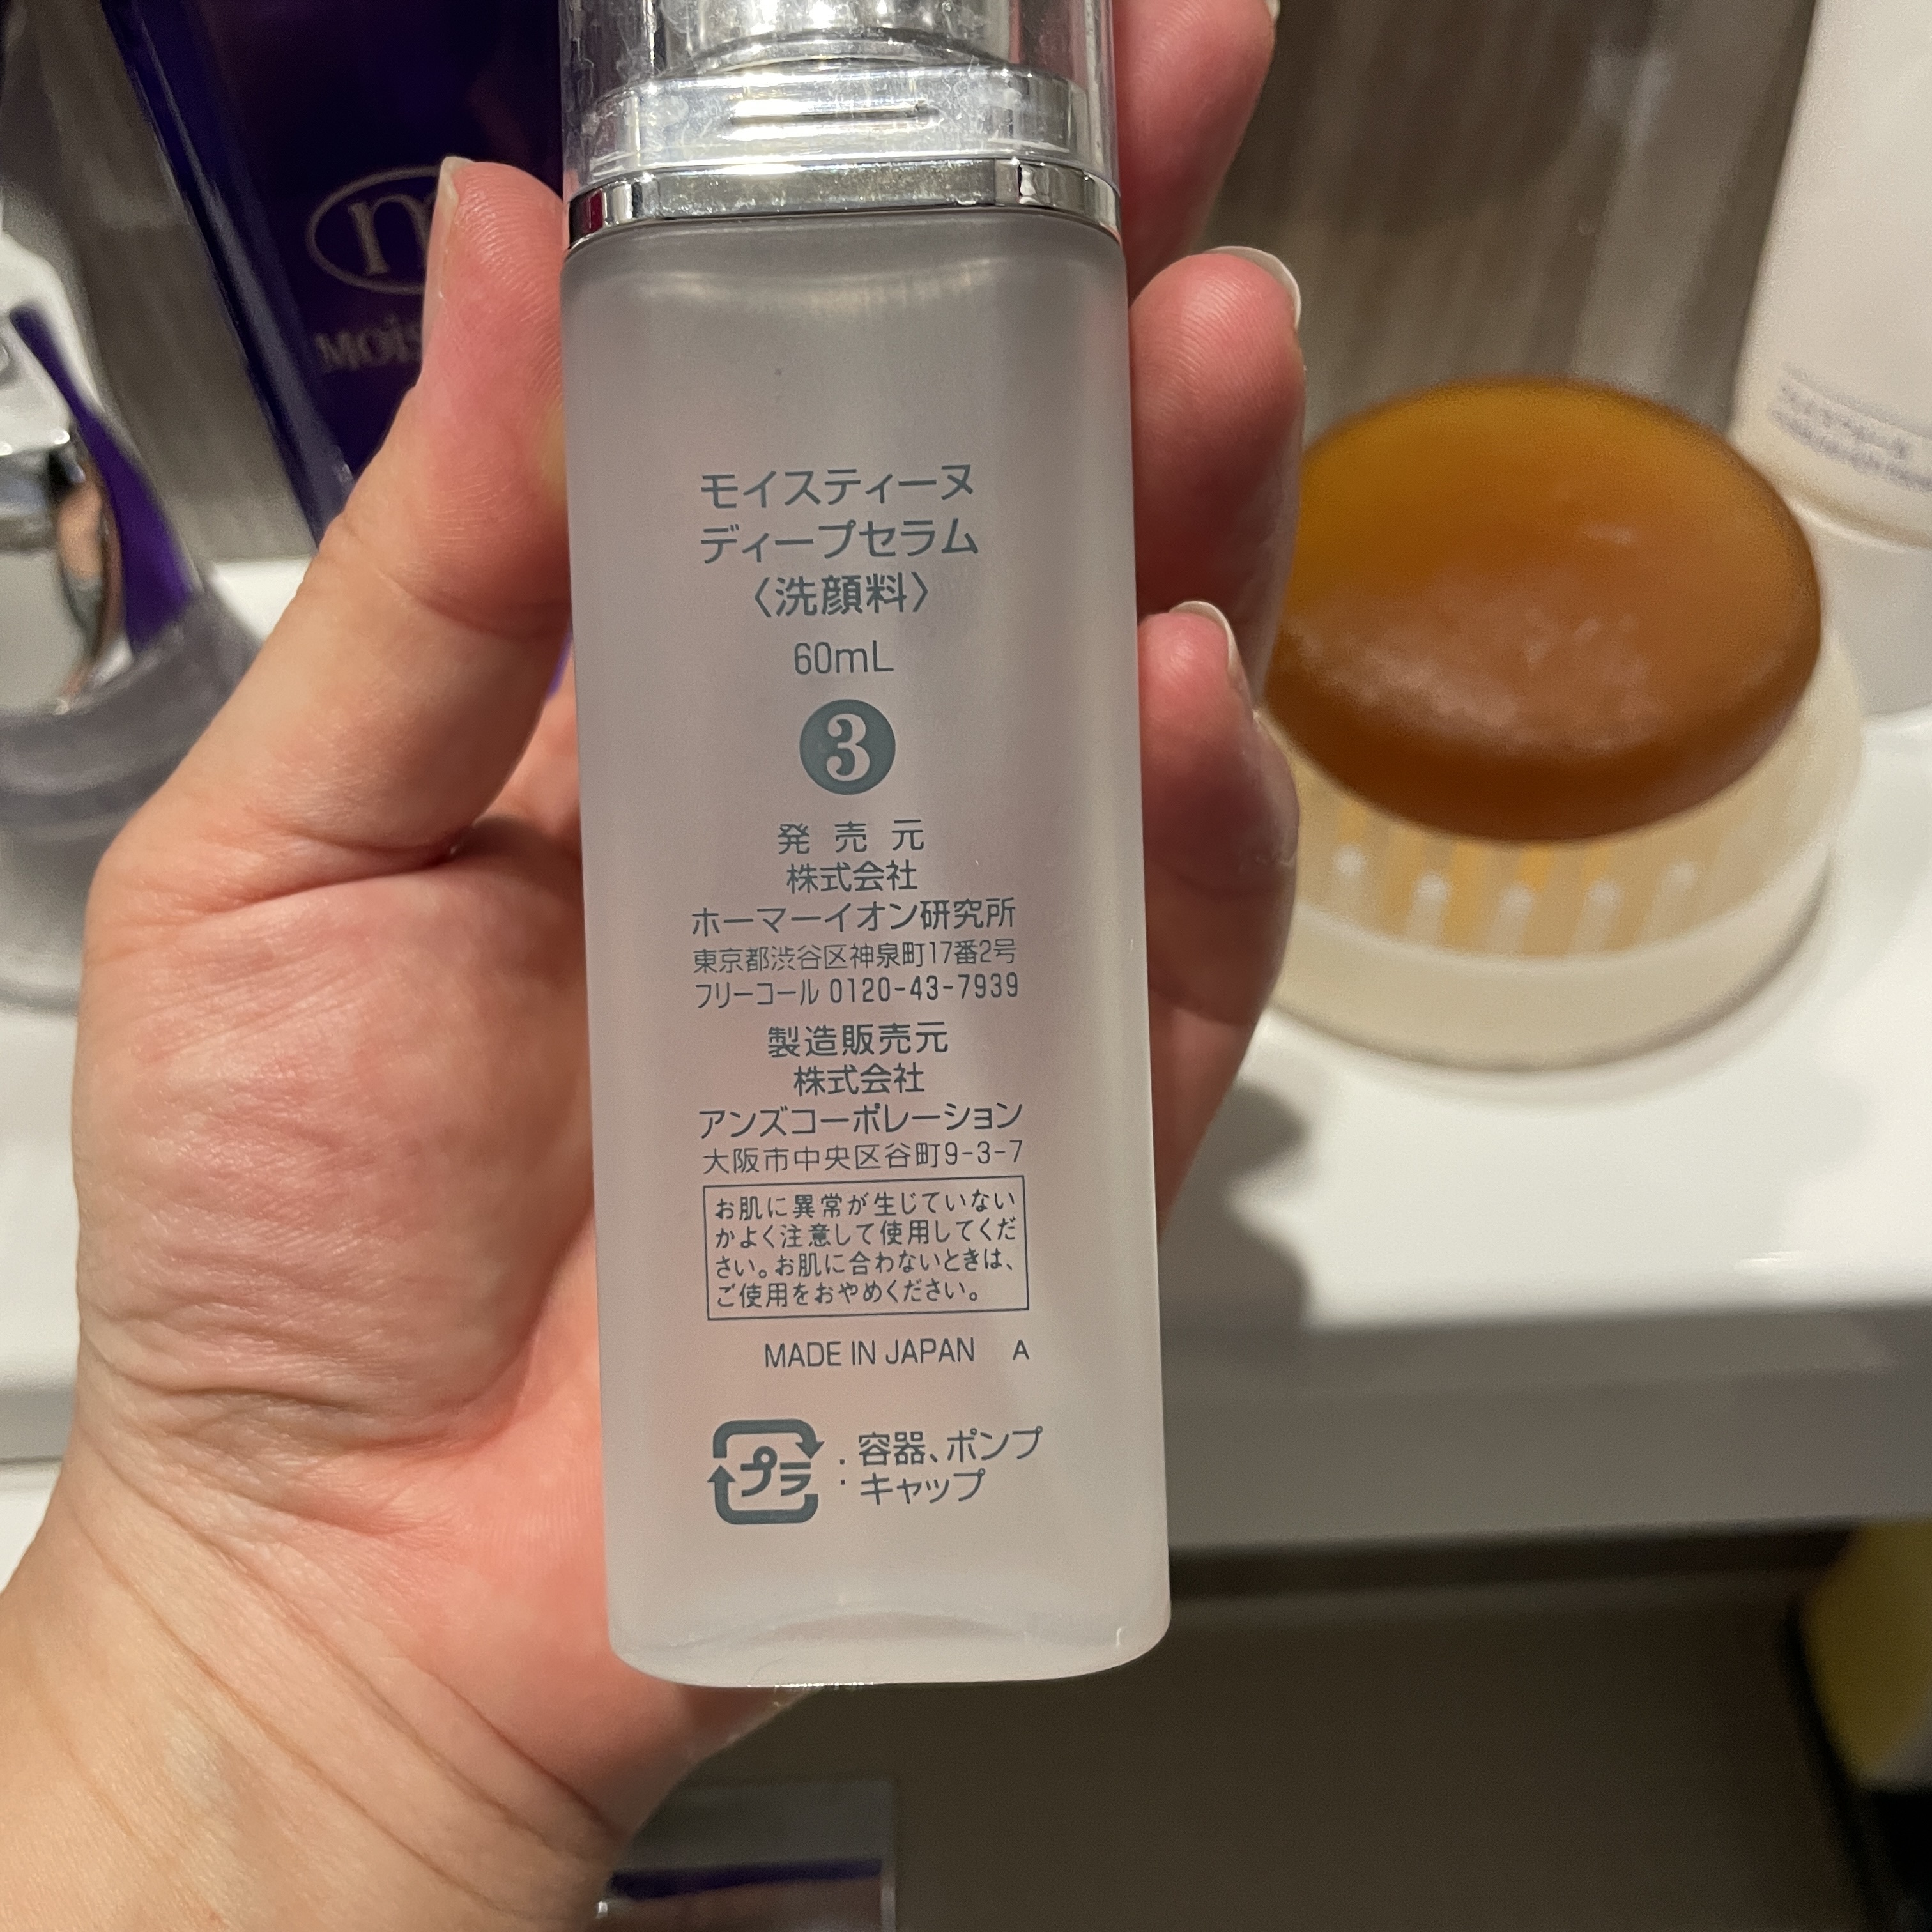 モイスティーヌ
ディープセラム
〈洗顔料〉
60mL
3
発売元
株式会社
ホーマーイオン研究所
東京都渋谷区神泉町17番2号
フリーコール 0120-43-7939
製造販売元
株式会社
アンズコーポレーション
大阪市中央区谷町9-3-7
お肌に異常が生じていない
かよく注意して使用してくだ
さい。お肌に合わないときは、
ご使用をおやめください。
MADE IN JAPAN A
プラ : 容器、ポンプ
キャップ
m